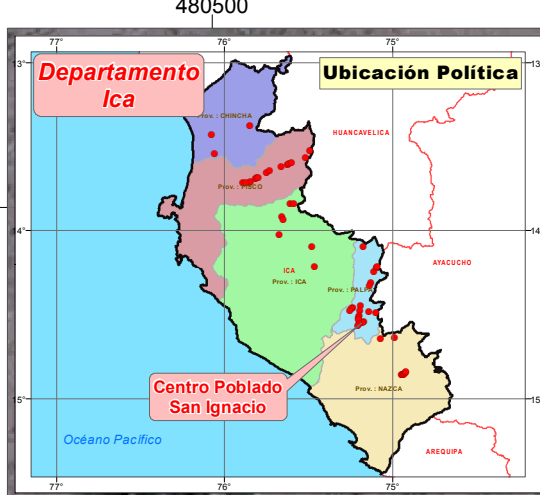 480500
77°
76°
75°
Departamento
Ica
Ubicación Política
13°
13°
Prov. : CHINCHA
HUANCAVELICA
Prov. : PISCO
14°
14°
AYACUCHO
ICA
Prov. : ICA
Prov. : PALPA
Centro Poblado
San Ignacio
Prov. : NAZCA
15°
15°
Océano Pacífico
AREQUIPA
77°
76°
75°